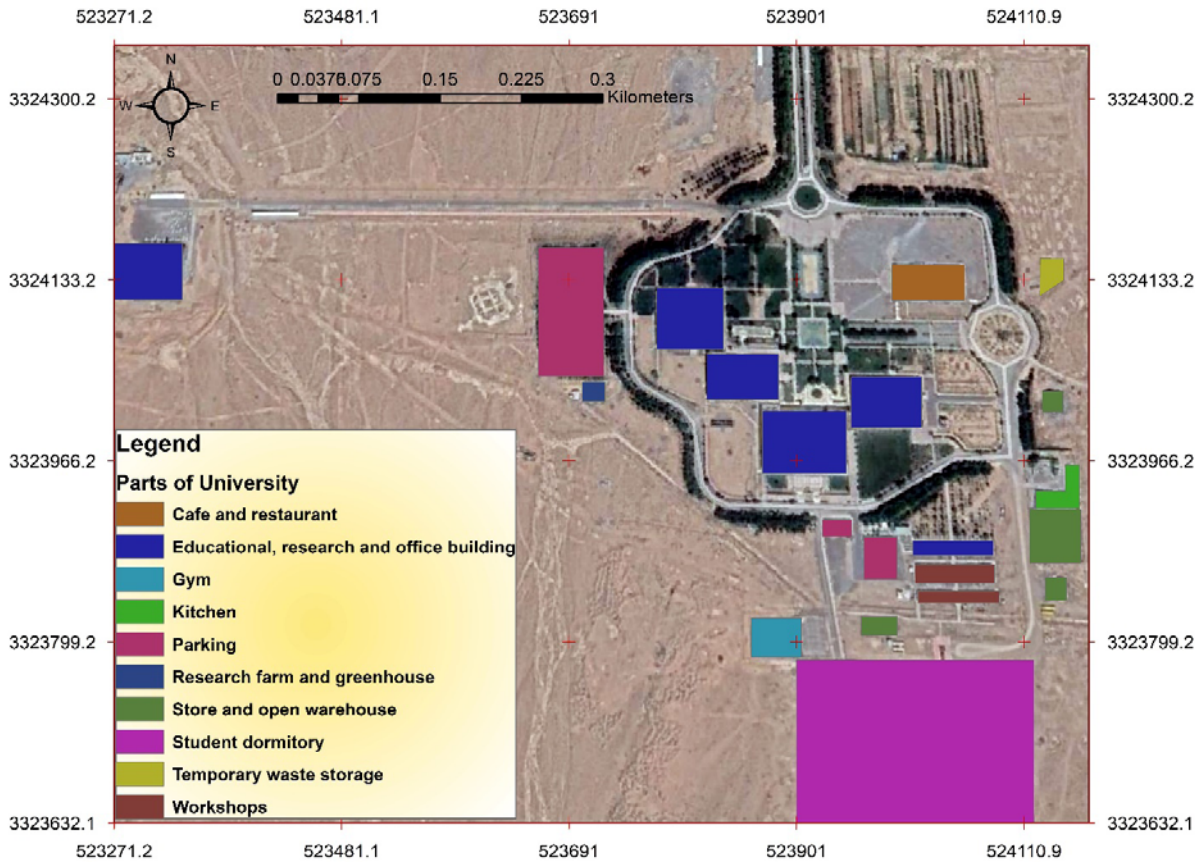 523271.2 523481.1 523691 523901 524110.9
N
W E
S
0 0.0375 0.075 0.15 0.225 0.3
Kilometers
3324300.2 3324300.2
3324133.2 3324133.2
3323966.2 3323966.2
3323799.2 3323799.2
3323632.1 3323632.1
Legend
Parts of University
Cafe and restaurant
Educational, research and office building
Gym
Kitchen
Parking
Research farm and greenhouse
Store and open warehouse
Student dormitory
Temporary waste storage
Workshops
523271.2 523481.1 523691 523901 524110.9